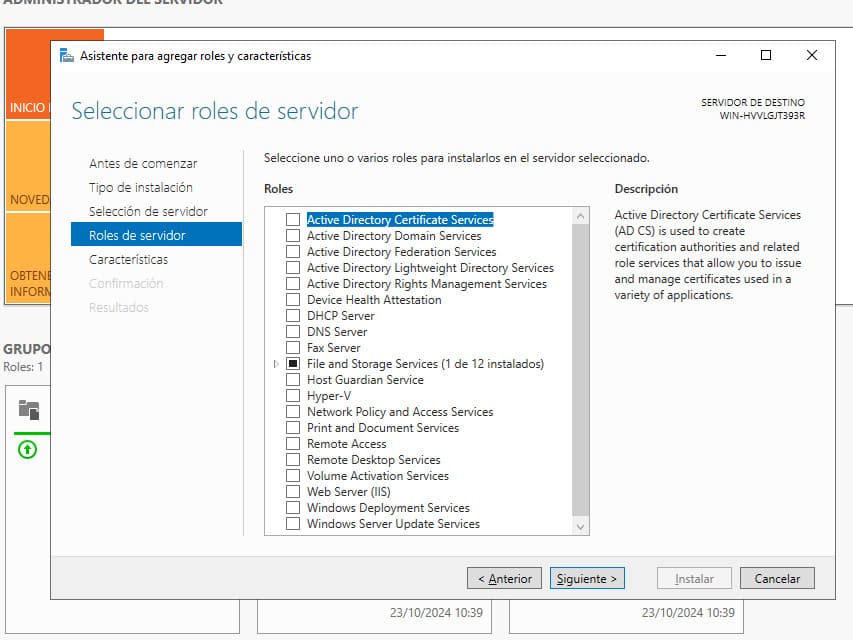 ADMINISTRADOR DEL SERVIDOR
Asistente para agregar roles y características
INICIO
Seleccionar roles de servidor
SERVIDOR DE DESTINO
WIN-HVVLGJT393R
Antes de comenzar
Tipo de instalación
Selección de servidor
Roles de servidor
Características
Confirmación
Resultados
Seleccione uno o varios roles para instalarlos en el servidor seleccionado.
Roles
Active Directory Certificate Services
Active Directory Domain Services
Active Directory Federation Services
Active Directory Lightweight Directory Services
Active Directory Rights Management Services
Device Health Attestation
DHCP Server
DNS Server
Fax Server
File and Storage Services (1 de 12 instalados)
Host Guardian Service
Hyper-V
Network Policy and Access Services
Print and Document Services
Remote Access
Remote Desktop Services
Volume Activation Services
Web Server (IIS)
Windows Deployment Services
Windows Server Update Services
Descripción
Active Directory Certificate Services
(AD CS) is used to create
certification authorities and related
role services that allow you to issue
and manage certificates used in a
variety of applications.
NOVED
OBTENE
INFORM
GRUPO
Roles: 1
< Anterior
Siguiente >
Instalar
Cancelar
23/10/2024 10:39
23/10/2024 10:39